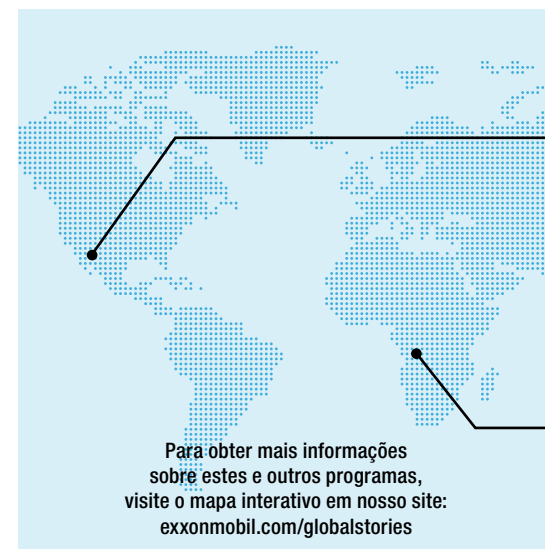 Para obter mais informações
sobre estes e outros programas,
visite o mapa interativo em nosso site:
exxonmobil.com/globalstories